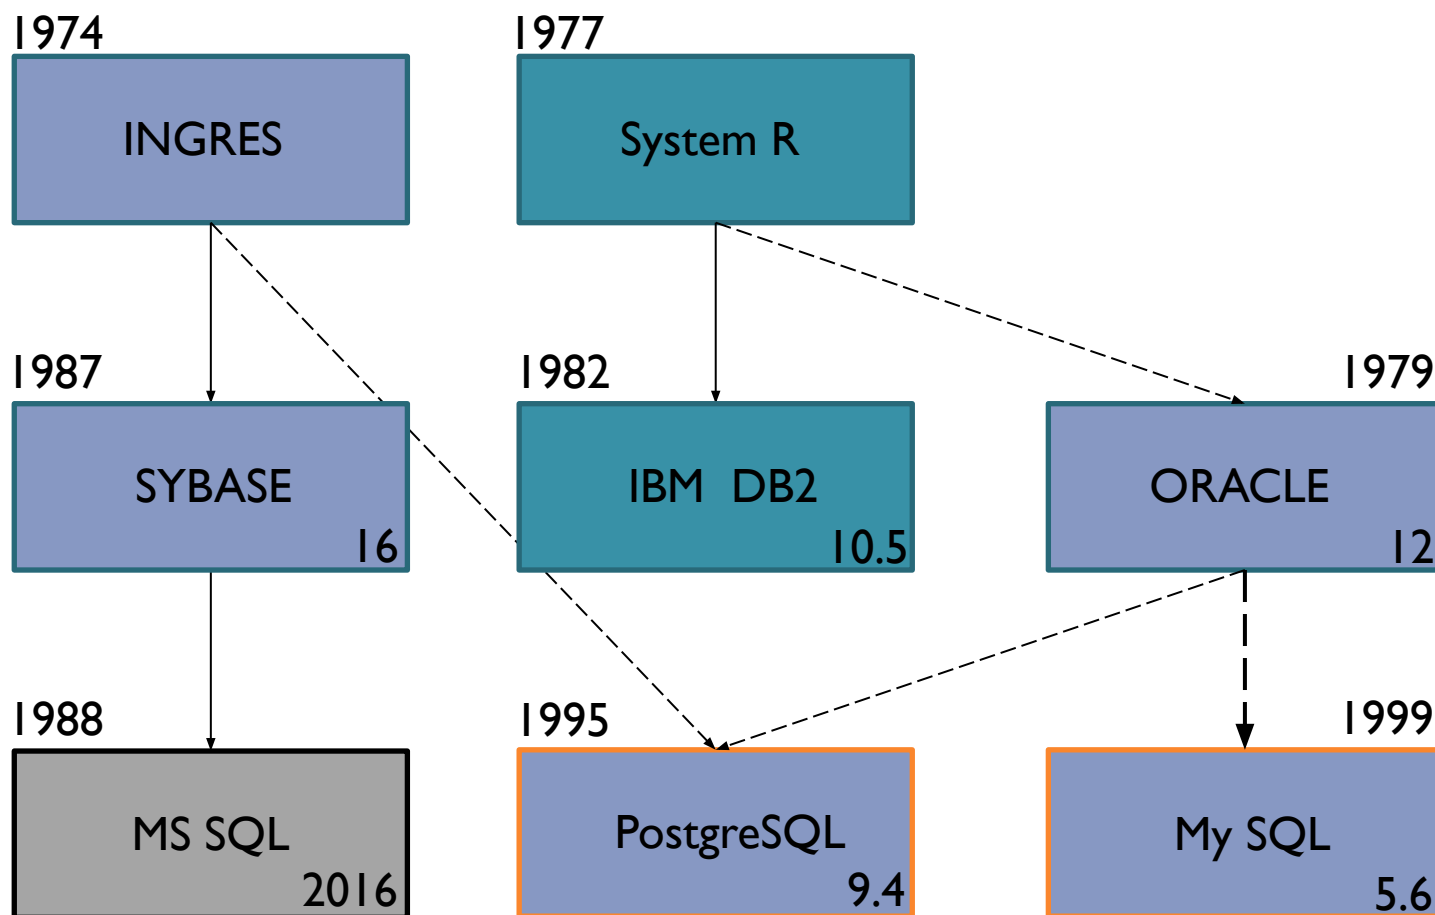 1974
INGRES
1977
System R
1987
SYBASE
16
1982
IBM DB2
10.5
1979
ORACLE
12
1988
MS SQL
2016
1995
PostgreSQL
9.4
1999
My SQL
5.6